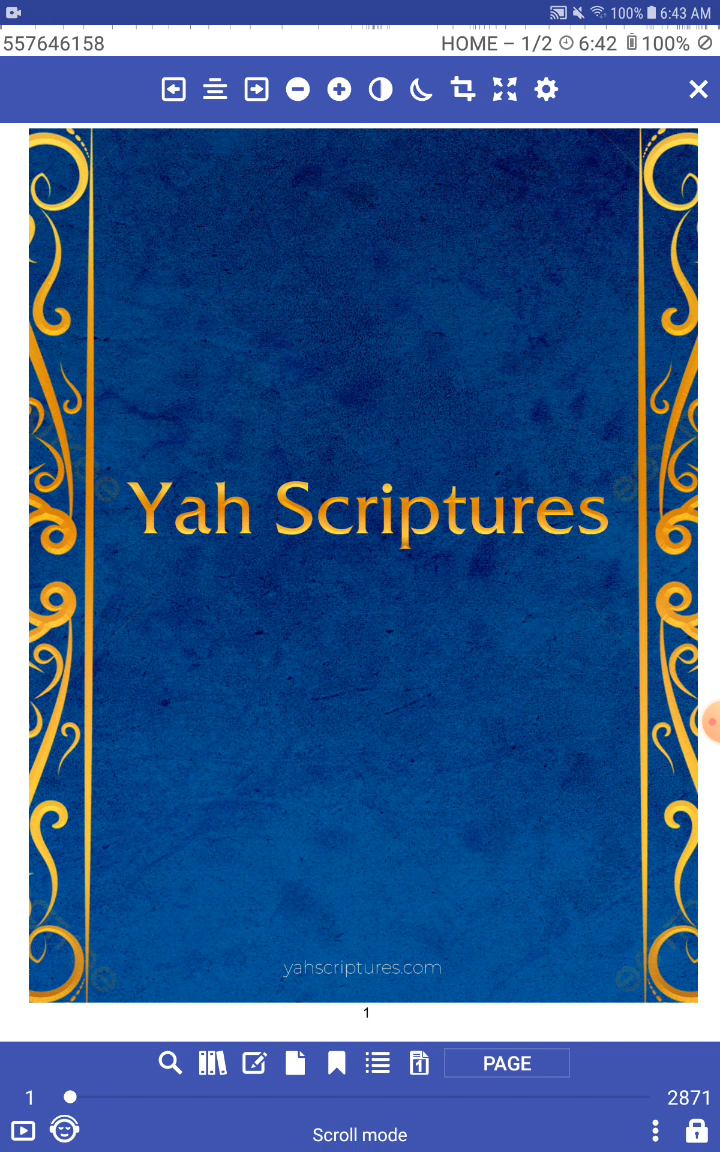 100% 6:43 AM
557646158 HOME – 1/2 6:42 100%
Yah Scriptures
yahscriptures.com
1
1 PAGE
1 2871
Scroll mode